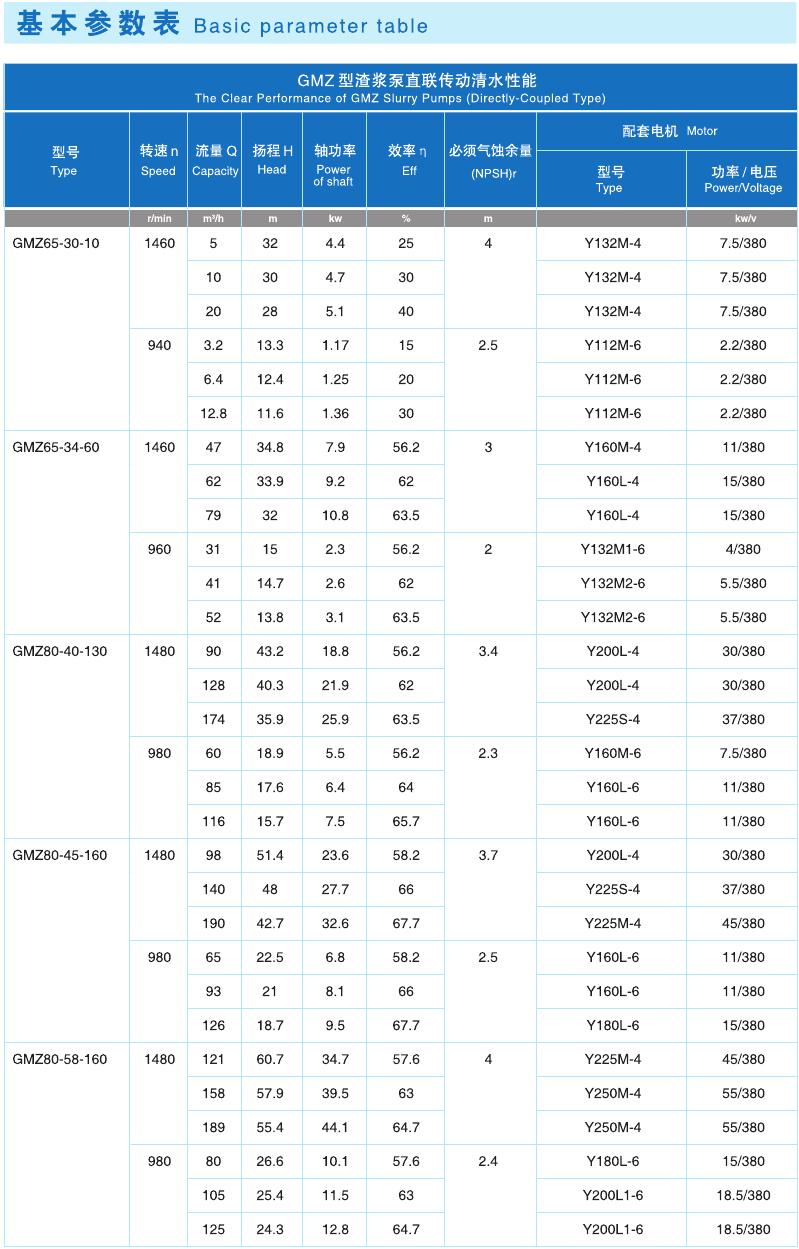 基本参数表 Basic parameter table
GMZ 型渣浆泵直联传动清水性能
The Clear Performance of GMZ Slurry Pumps (Directly-Coupled Type)
型号 Type 转速 n Speed 流量 Q Capacity 扬程 H Head 轴功率 Power of shaft 效率 η Eff 必须气蚀余量 (NPSH)r 配套电机 Motor
型号 Type 功率 / 电压 Power/Voltage
r/min m³/h m kw % m kw/v
GMZ65-30-10 1460 5 32 4.4 25 4 Y132M-4 7.5/380
10 30 4.7 30 Y132M-4 7.5/380
20 28 5.1 40 Y132M-4 7.5/380
940 3.2 13.3 1.17 15 2.5 Y112M-6 2.2/380
6.4 12.4 1.25 20 Y112M-6 2.2/380
12.8 11.6 1.36 30 Y112M-6 2.2/380
GMZ65-34-60 1460 47 34.8 7.9 56.2 3 Y160M-4 11/380
62 33.9 9.2 62 Y160L-4 15/380
79 32 10.8 63.5 Y160L-4 15/380
960 31 15 2.3 56.2 2 Y132M1-6 4/380
41 14.7 2.6 62 Y132M2-6 5.5/380
52 13.8 3.1 63.5 Y132M2-6 5.5/380
GMZ80-40-130 1480 90 43.2 18.8 56.2 3.4 Y200L-4 30/380
128 40.3 21.9 62 Y200L-4 30/380
174 35.9 25.9 63.5 Y225S-4 37/380
980 60 18.9 5.5 56.2 2.3 Y160M-6 7.5/380
85 17.6 6.4 64 Y160L-6 11/380
116 15.7 7.5 65.7 Y160L-6 11/380
GMZ80-45-160 1480 98 51.4 23.6 58.2 3.7 Y200L-4 30/380
140 48 27.7 66 Y225S-4 37/380
190 42.7 32.6 67.7 Y225M-4 45/380
980 65 22.5 6.8 58.2 2.5 Y160L-6 11/380
93 21 8.1 66 Y160L-6 11/380
126 18.7 9.5 67.7 Y180L-6 15/380
GMZ80-58-160 1480 121 60.7 34.7 57.6 4 Y225M-4 45/380
158 57.9 39.5 63 Y250M-4 55/380
189 55.4 44.1 64.7 Y250M-4 55/380
980 80 26.6 10.1 57.6 2.4 Y180L-6 15/380
105 25.4 11.5 63 Y200L1-6 18.5/380
125 24.3 12.8 64.7 Y200L1-6 18.5/380